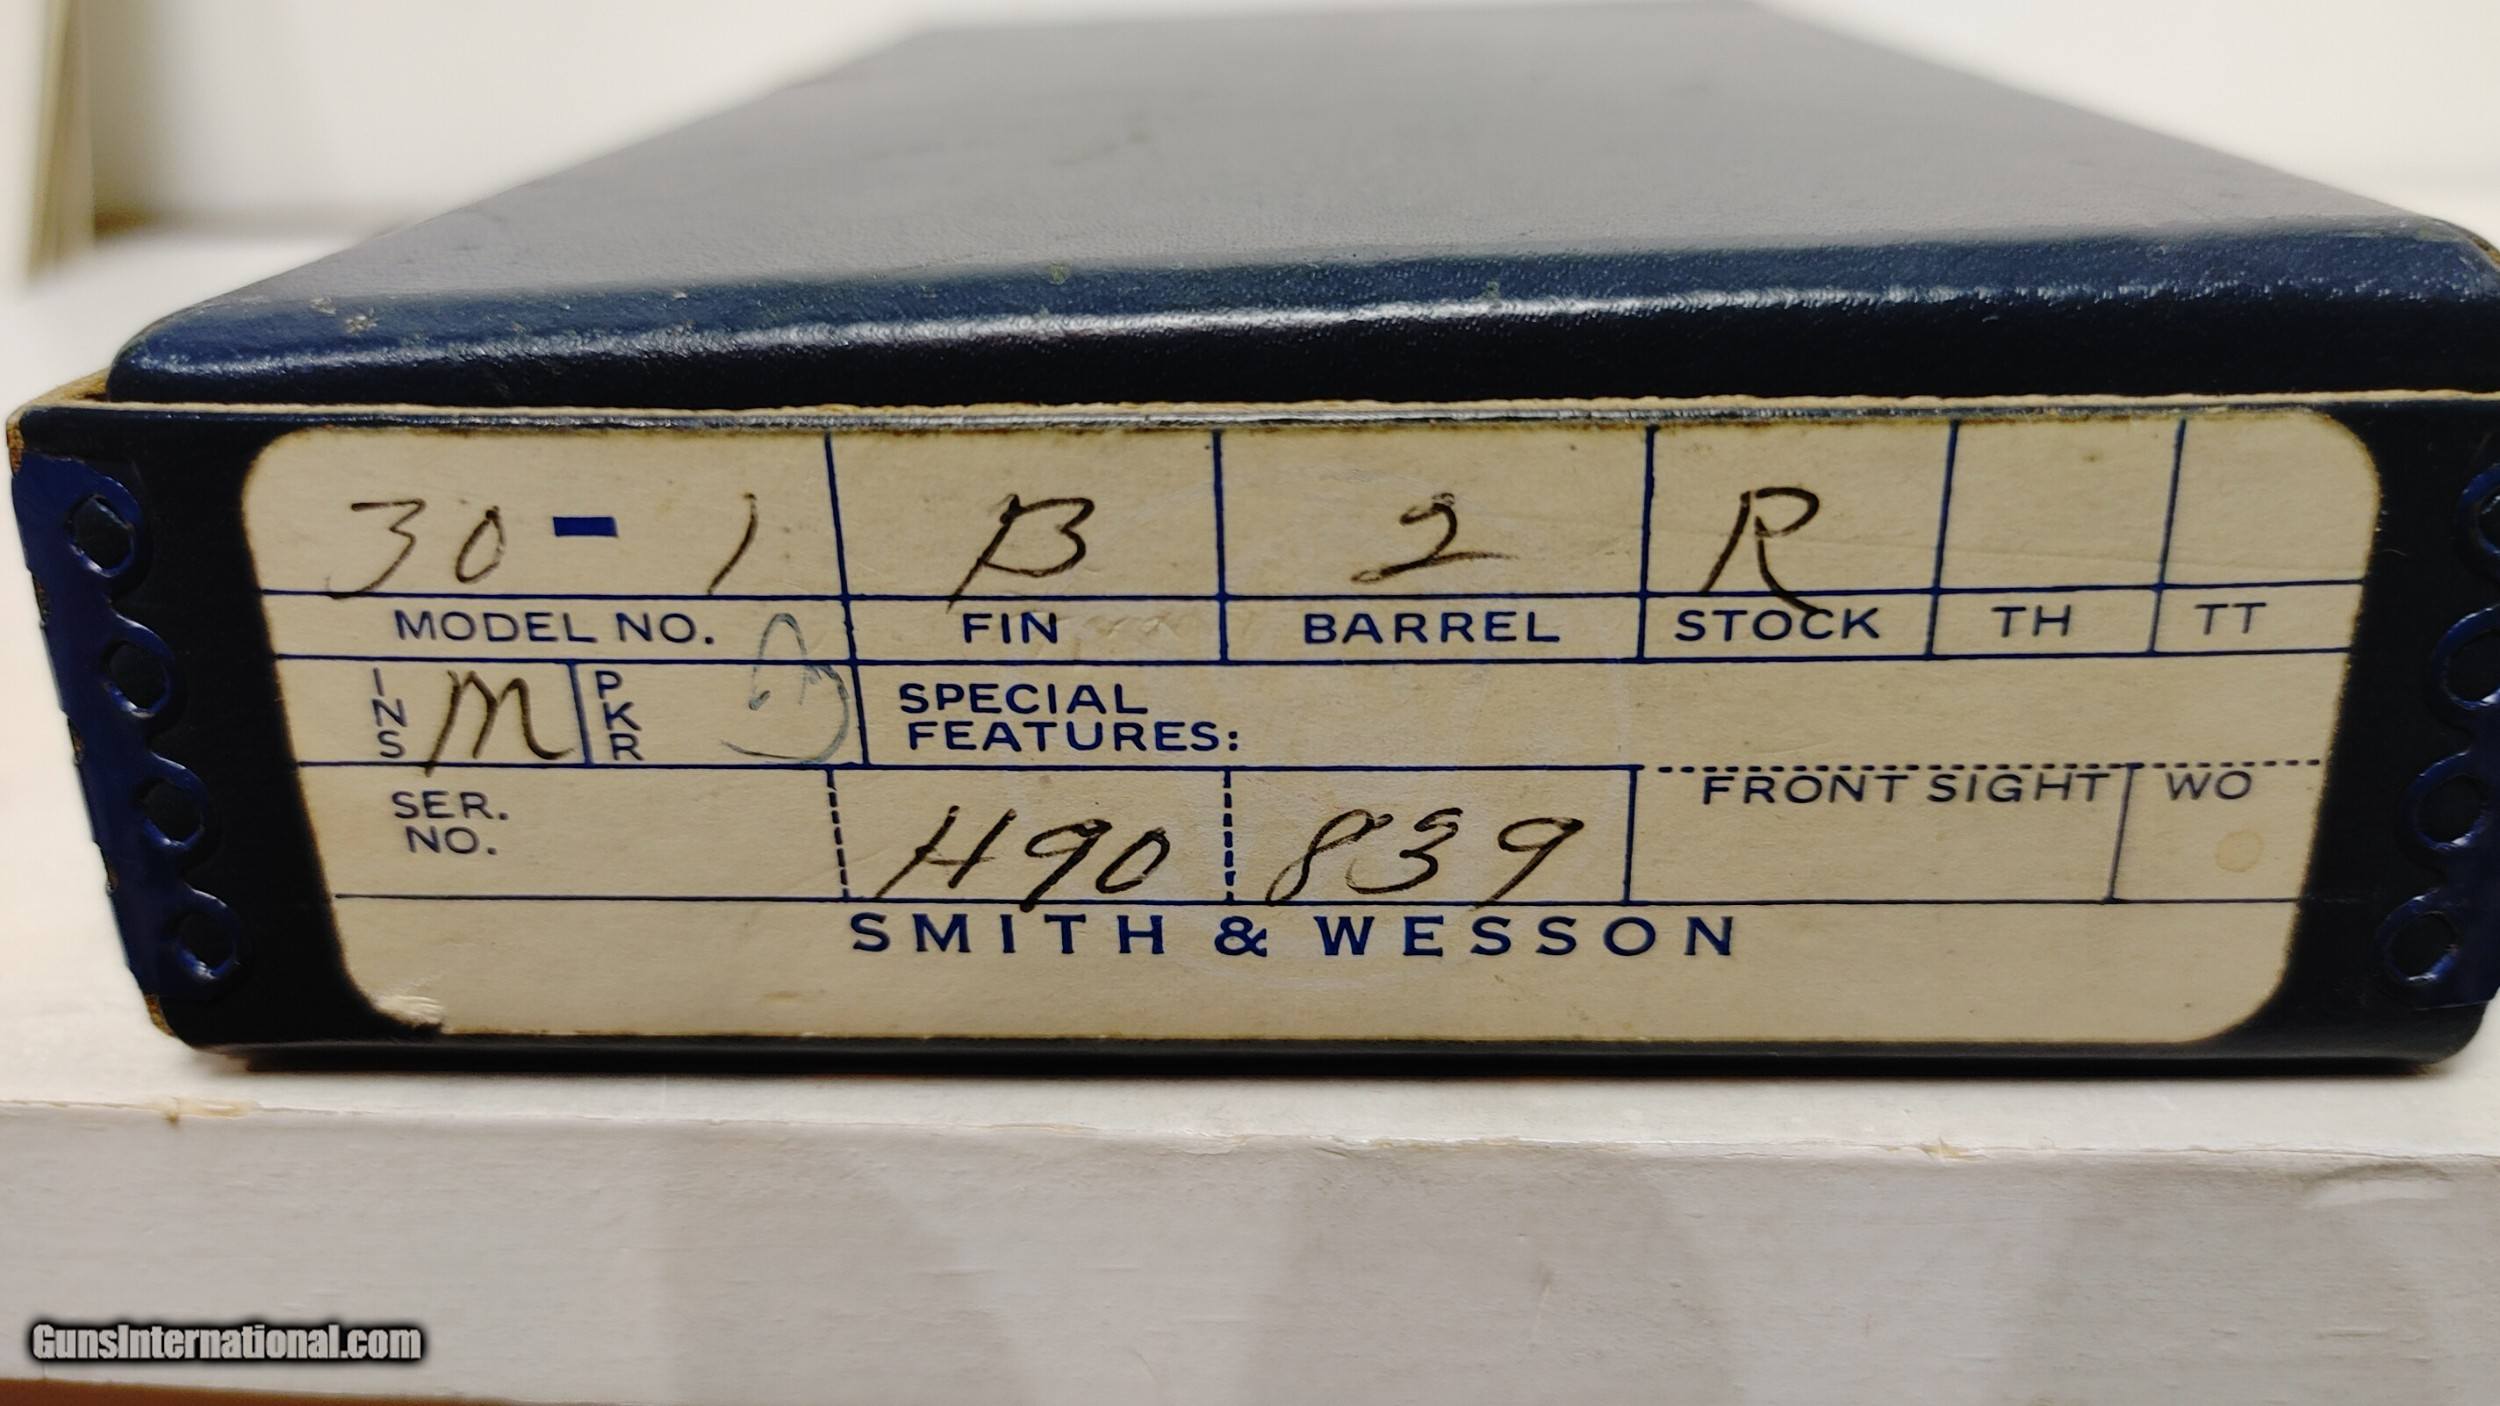 30 - 1 B 2 R
MODEL NO. FIN BARREL STOCK TH TT
INS M PKR SPECIAL
FEATURES:
SER. NO. H90 839 FRONT SIGHT WO
SMITH & WESSON
GunsInternational.com